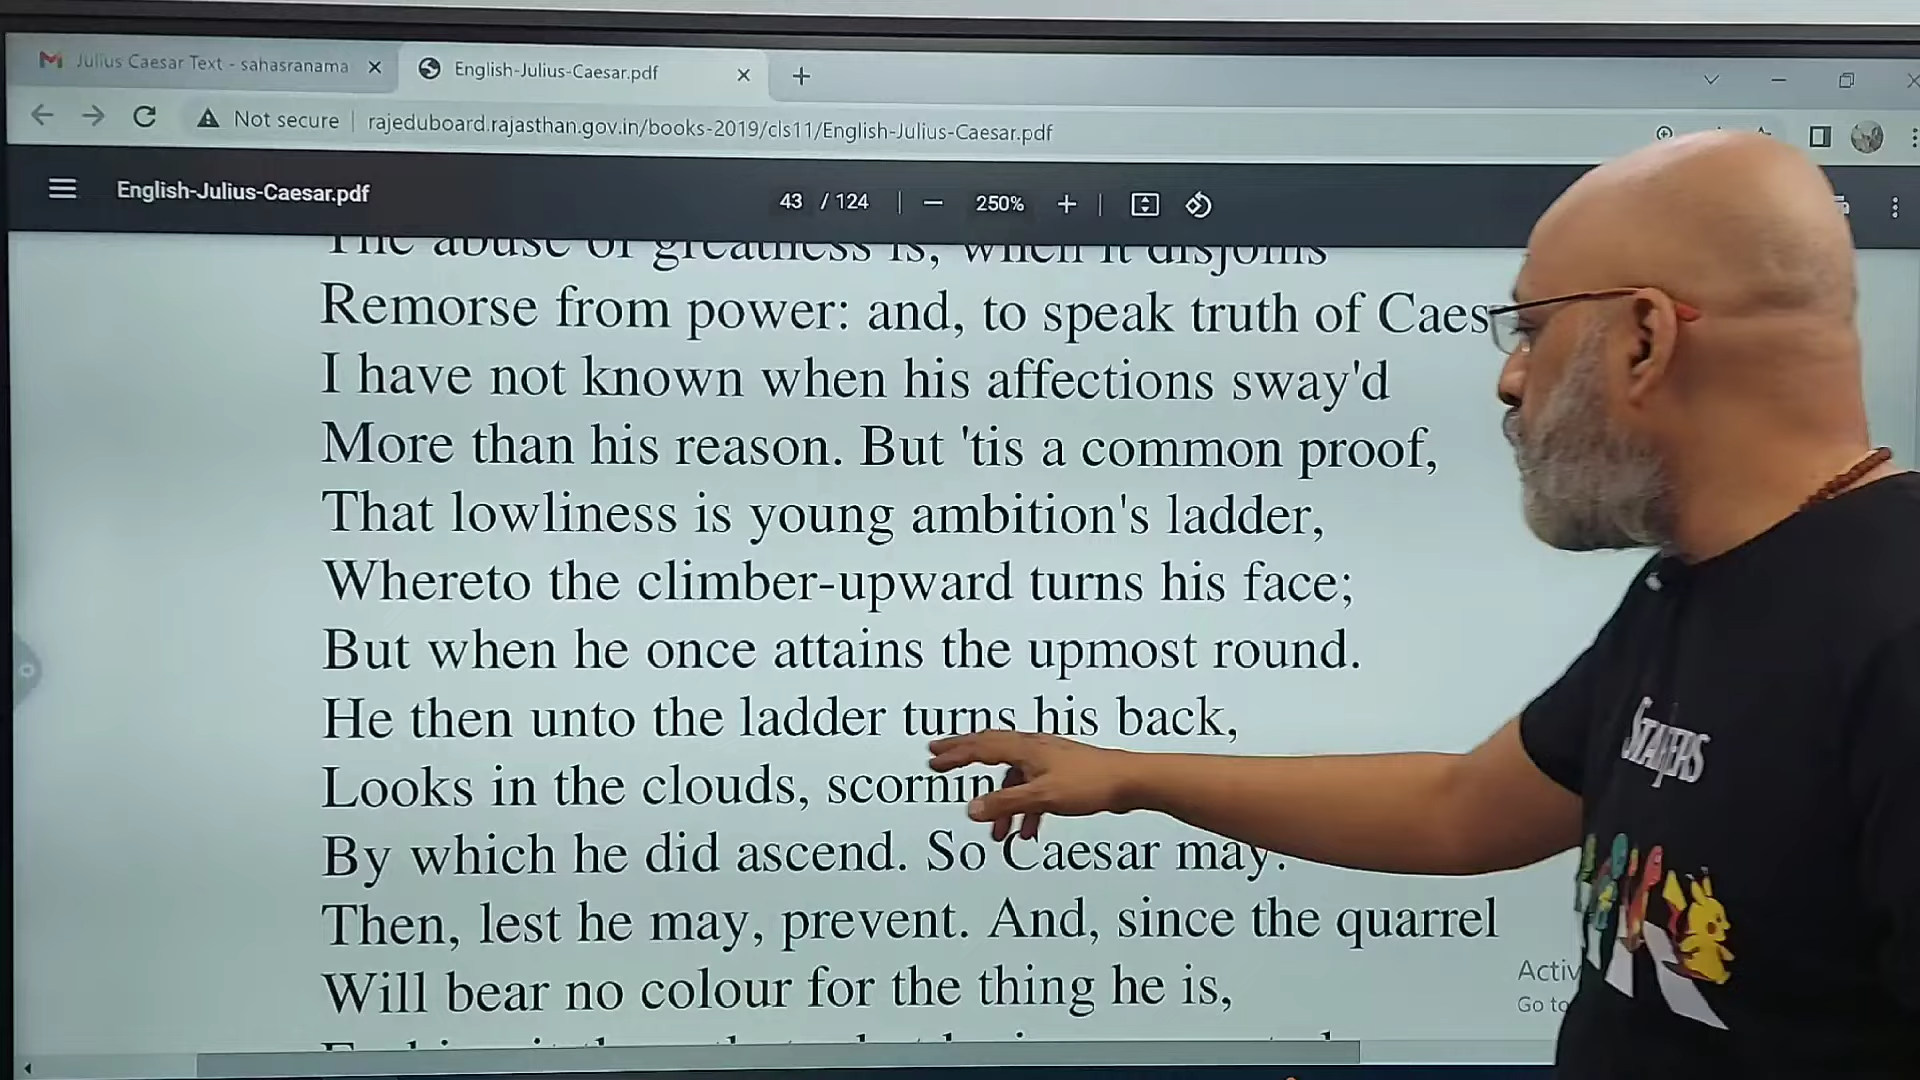 Julius Caesar Text - sahasranama
English-Julius-Caesar.pdf
Not secure
rajeduboard.rajasthan.gov.in/books-2019/cls11/English-Julius-Caesar.pdf
English-Julius-Caesar.pdf
43 / 124
250%
The abuse of greatness is, when it disjoins
Remorse from power: and, to speak truth of Caes
I have not known when his affections sway'd
More than his reason. But 'tis a common proof,
That lowliness is young ambition's ladder,
Whereto the climber-upward turns his face;
But when he once attains the upmost round.
He then unto the ladder turns his back,
Looks in the clouds, scornin
By which he did ascend. So Caesar may.
Then, lest he may, prevent. And, since the quarrel
Will bear no colour for the thing he is,
Activ
Go to